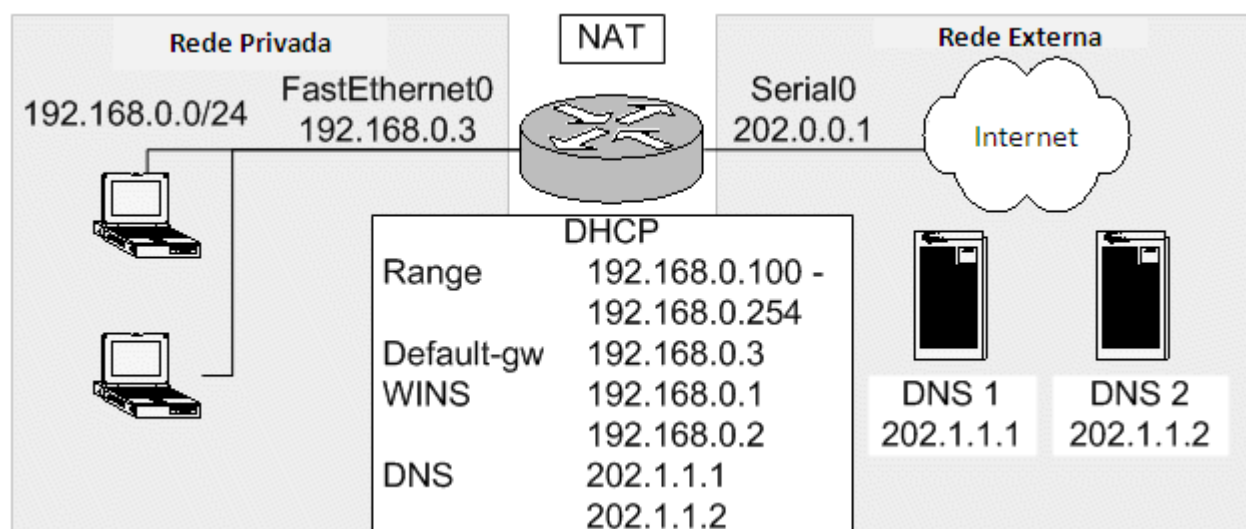 Rede Privada
NAT
Rede Externa
192.168.0.0/24
FastEthernet0
192.168.0.3
Serial0
202.0.0.1
Internet
DHCP
Range 192.168.0.100 -
192.168.0.254
Default-gw 192.168.0.3
WINS 192.168.0.1
192.168.0.2
DNS 202.1.1.1
202.1.1.2
DNS 1
202.1.1.1
DNS 2
202.1.1.2